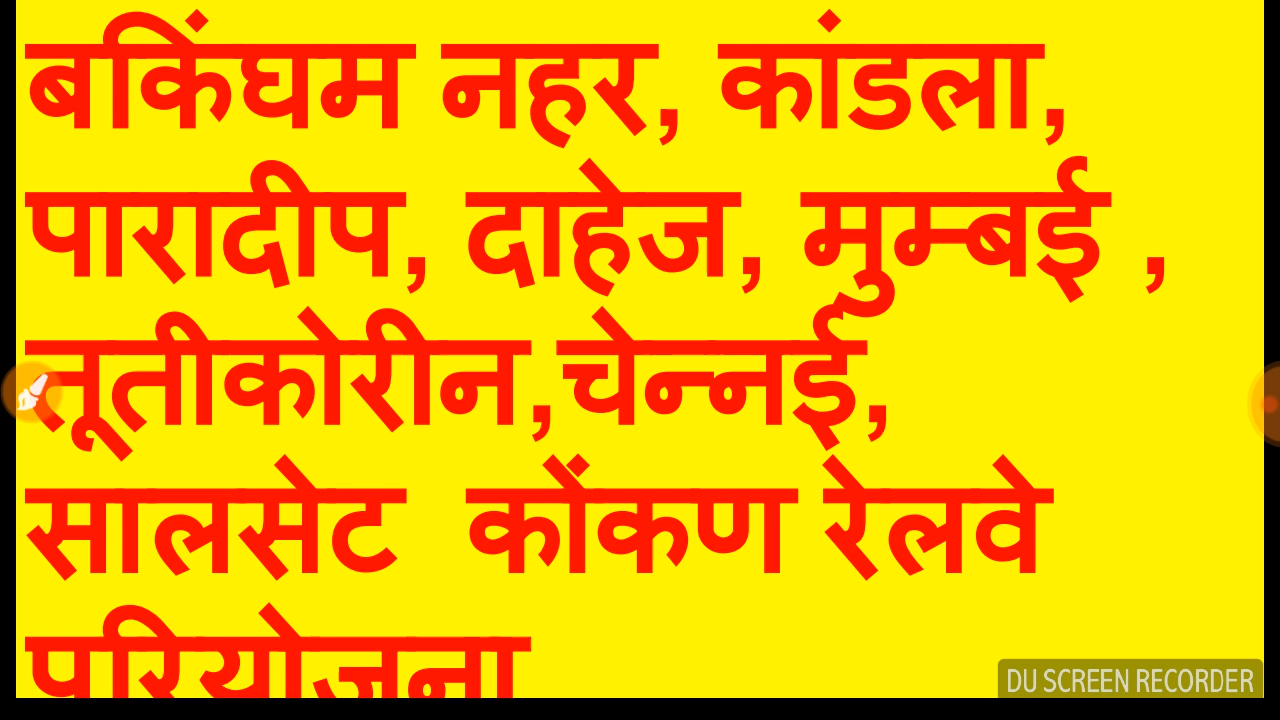 बकिंघम नहर, कांडला,
पारादीप, दाहेज, मुम्बई ,
तूतीकोरीन,चेन्नई,
सालसेट  कोंकण रेलवे
परियोजना
DU SCREEN RECORDER